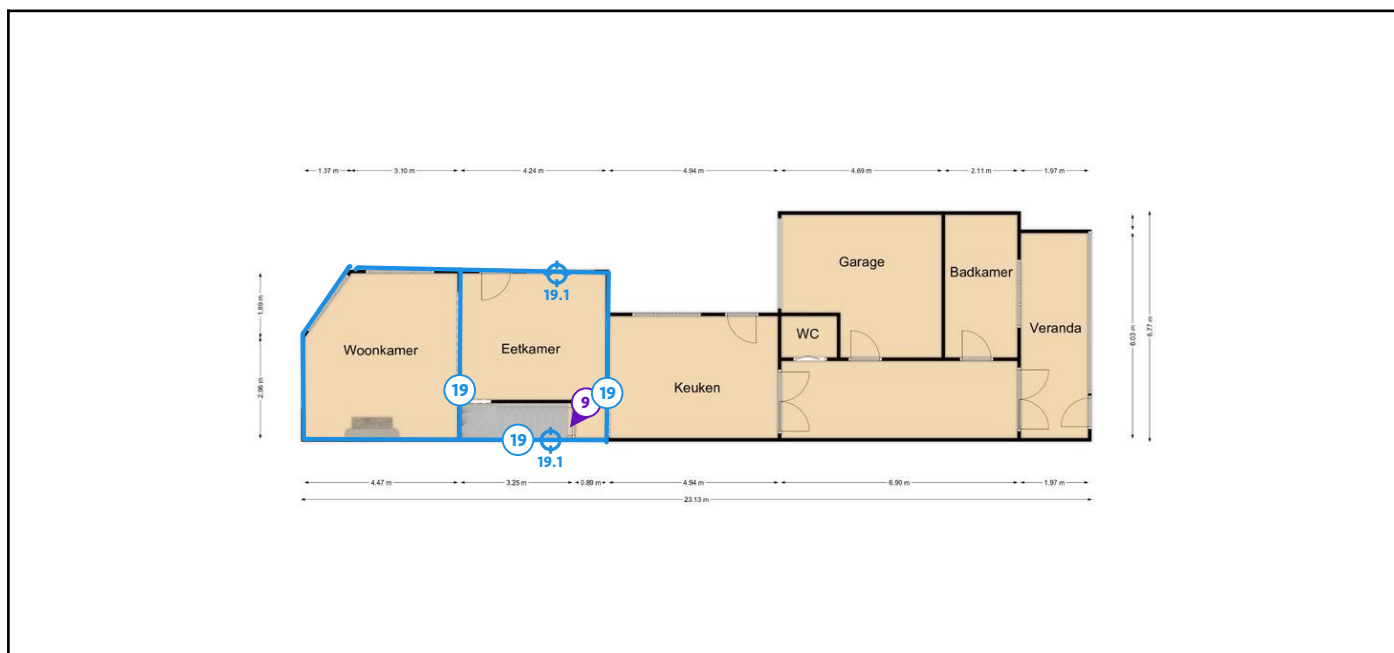 1.37 m 3.10 m 4.24 m 4.94 m 4.69 m 2.11 m 1.97 m
Garage
Badkamer
19.1
1.89 m
6.03 m
6.77 m
Veranda
WC
Woonkamer
Eetkamer
Keuken
2.96 m
19
19
9
19
19.1
4.47 m 3.25 m 0.89 m 4.94 m 6.90 m 1.97 m
23.13 m